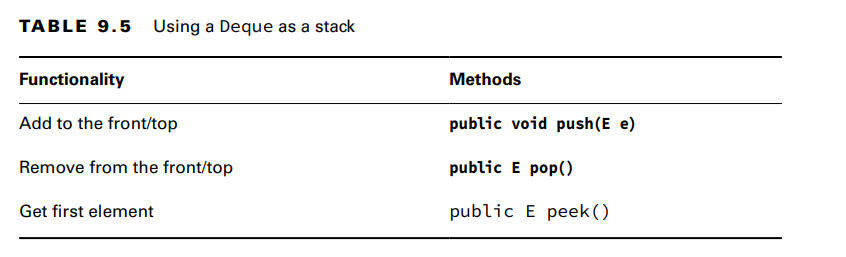 TABLE 9.5 Using a Deque as a stack
Functionality Methods
Add to the front/top public void push(E e)
Remove from the front/top public E pop()
Get first element public E peek()